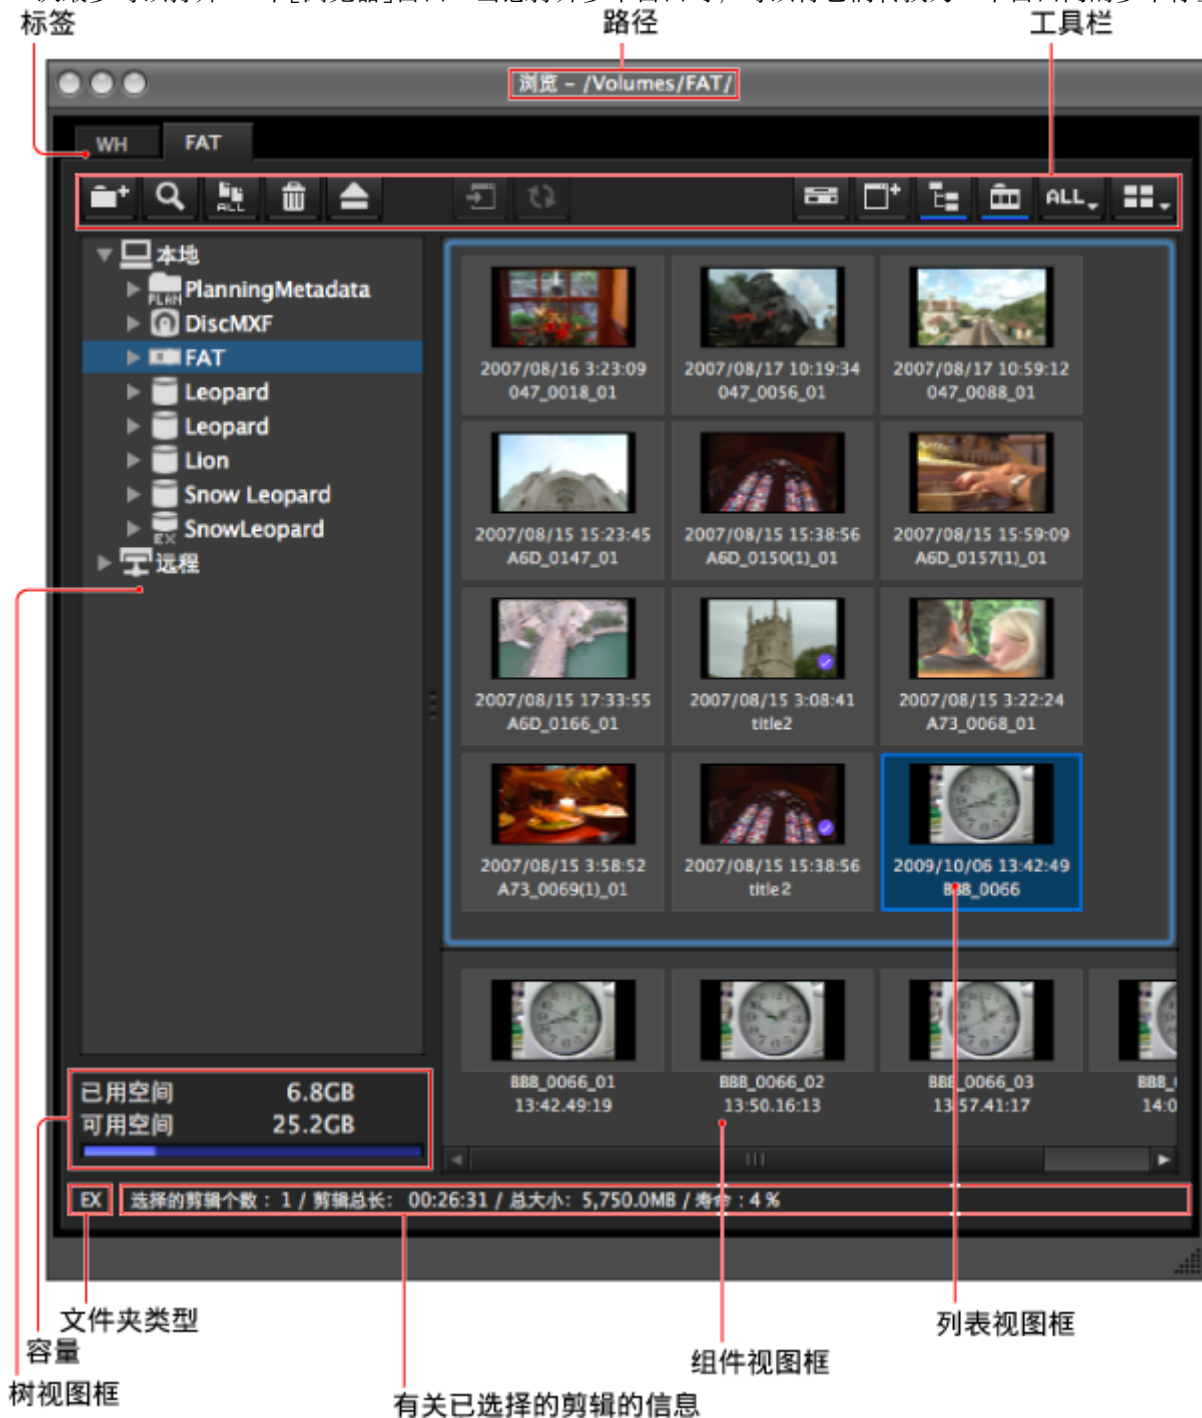 标签
路径
工具栏
浏览 - /Volumes/FAT/
WH
FAT
ALL
ALL
本地
PLAN
PlanningMetadata
DiscMXF
FAT
Leopard
Leopard
Lion
Snow Leopard
EX
SnowLeopard
远程
2007/08/16 3:23:09
047_0018_01
2007/08/17 10:19:34
047_0056_01
2007/08/17 10:59:12
047_0088_01
2007/08/15 15:23:45
A6D_0147_01
2007/08/15 15:38:56
A6D_0150(1)_01
2007/08/15 15:59:09
A6D_0157(1)_01
2007/08/15 17:33:55
A6D_0166_01
2007/08/15 3:08:41
title2
2007/08/15 3:22:24
A73_0068_01
2007/08/15 3:58:52
A73_0069(1)_01
2007/08/15 15:38:56
title2
2009/10/06 13:42:49
BBB_0066
BBB_0066_01
13:42.49:19
BBB_0066_02
13:50.16:13
BBB_0066_03
13:57.41:17
BBB_
14:0
已用空间 6.8GB
可用空间 25.2GB
EX
选择的剪辑个数：1 / 剪辑总长： 00:26:31 / 总大小：5,750.0MB / 寿命：4 %
文件夹类型
容量
树视图框
有关已选择的剪辑的信息
组件视图框
列表视图框